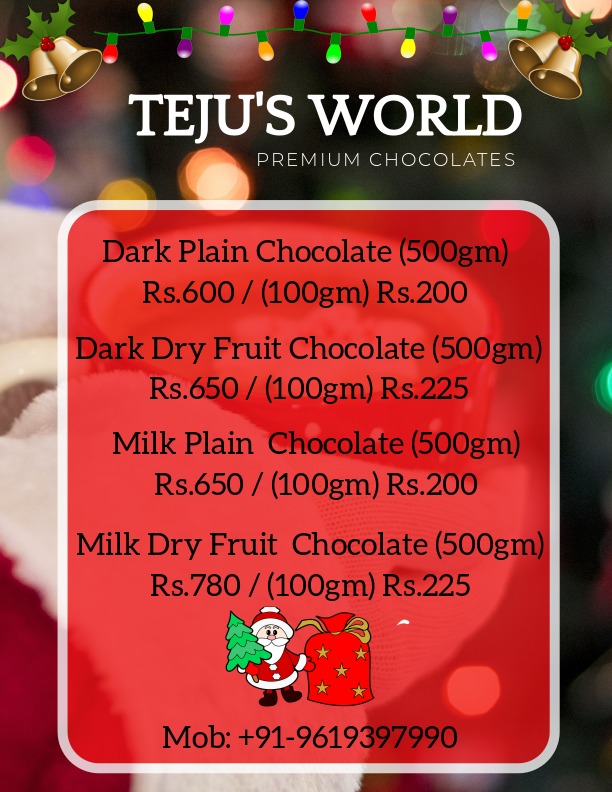 TEJU'S WORLD
PREMIUM CHOCOLATES
Dark Plain Chocolate (500gm)
Rs.600 / (100gm) Rs.200
Dark Dry Fruit Chocolate (500gm)
Rs.650 / (100gm) Rs.225
Milk Plain Chocolate (500gm)
Rs.650 / (100gm) Rs.200
Milk Dry Fruit Chocolate (500gm)
Rs.780 / (100gm) Rs.225
Mob: +91-9619397990